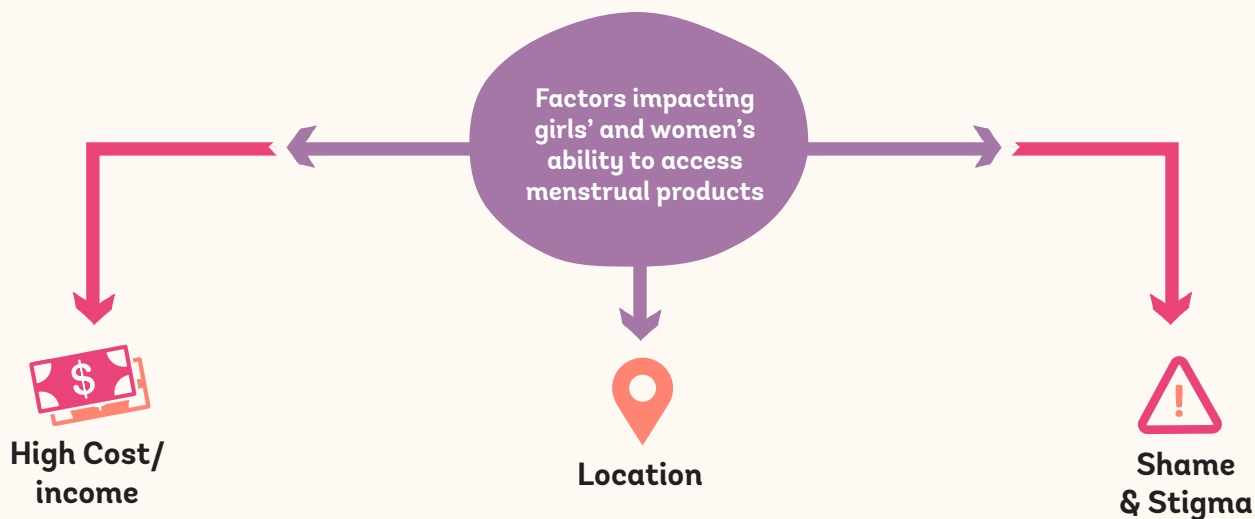 Factors impacting
girls’ and women’s
ability to access
menstrual products
$
High Cost/
income
Location
!
Shame
& Stigma